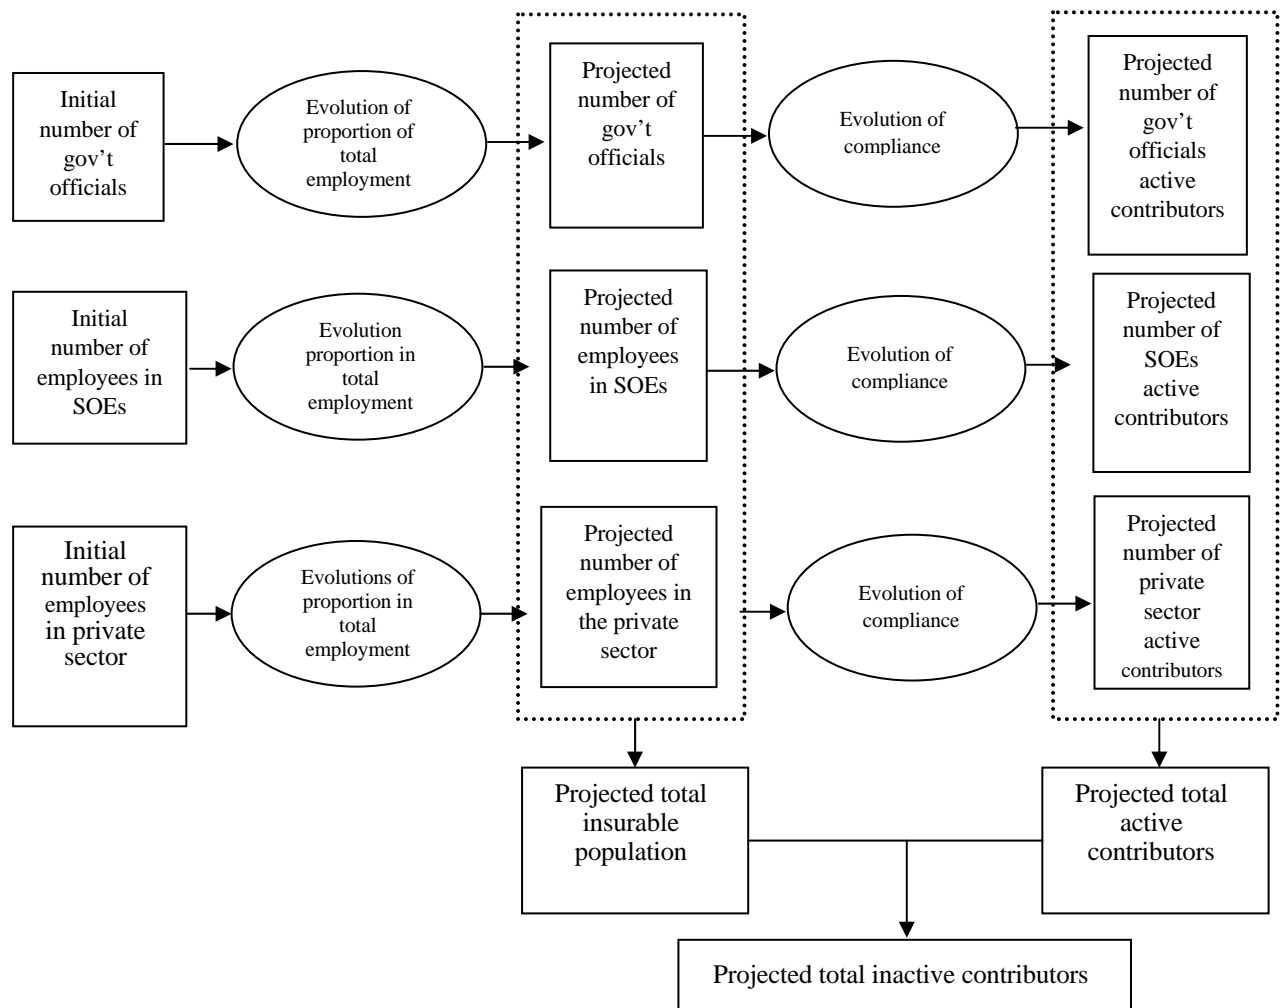 Initial
number of
gov't
officials
Evolution of
proportion of
total
employment
Projected
number of
gov't
officials
Evolution of
compliance
Projected
number of
gov't
officials
active
contributors
Initial
number of
employees in
SOEs
Evolution
proportion in
total
employment
Projected
number of
employees
in SOEs
Evolution of
compliance
Projected
number of
SOEs
active
contributors
Initial
number of
employees
in private
sector
Evolutions of
proportion in
total
employment
Projected
number of
employees in
the private
sector
Evolution of
compliance
Projected
number of
private
sector
active
contributors
Projected total
insurable
population
Projected total
active
contributors
Projected total inactive contributors